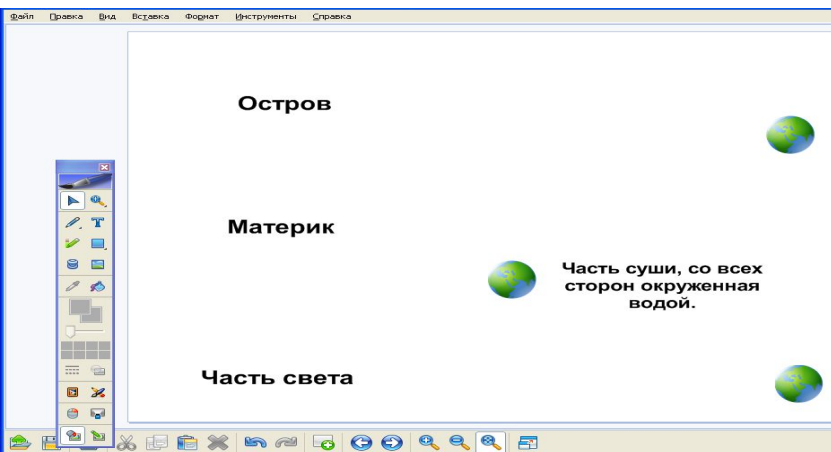 Файл Правка Вид Вставка Формат Инструменты Справка
Остров
Материк
Часть суши, со всех
сторон окруженная
водой.
Часть света